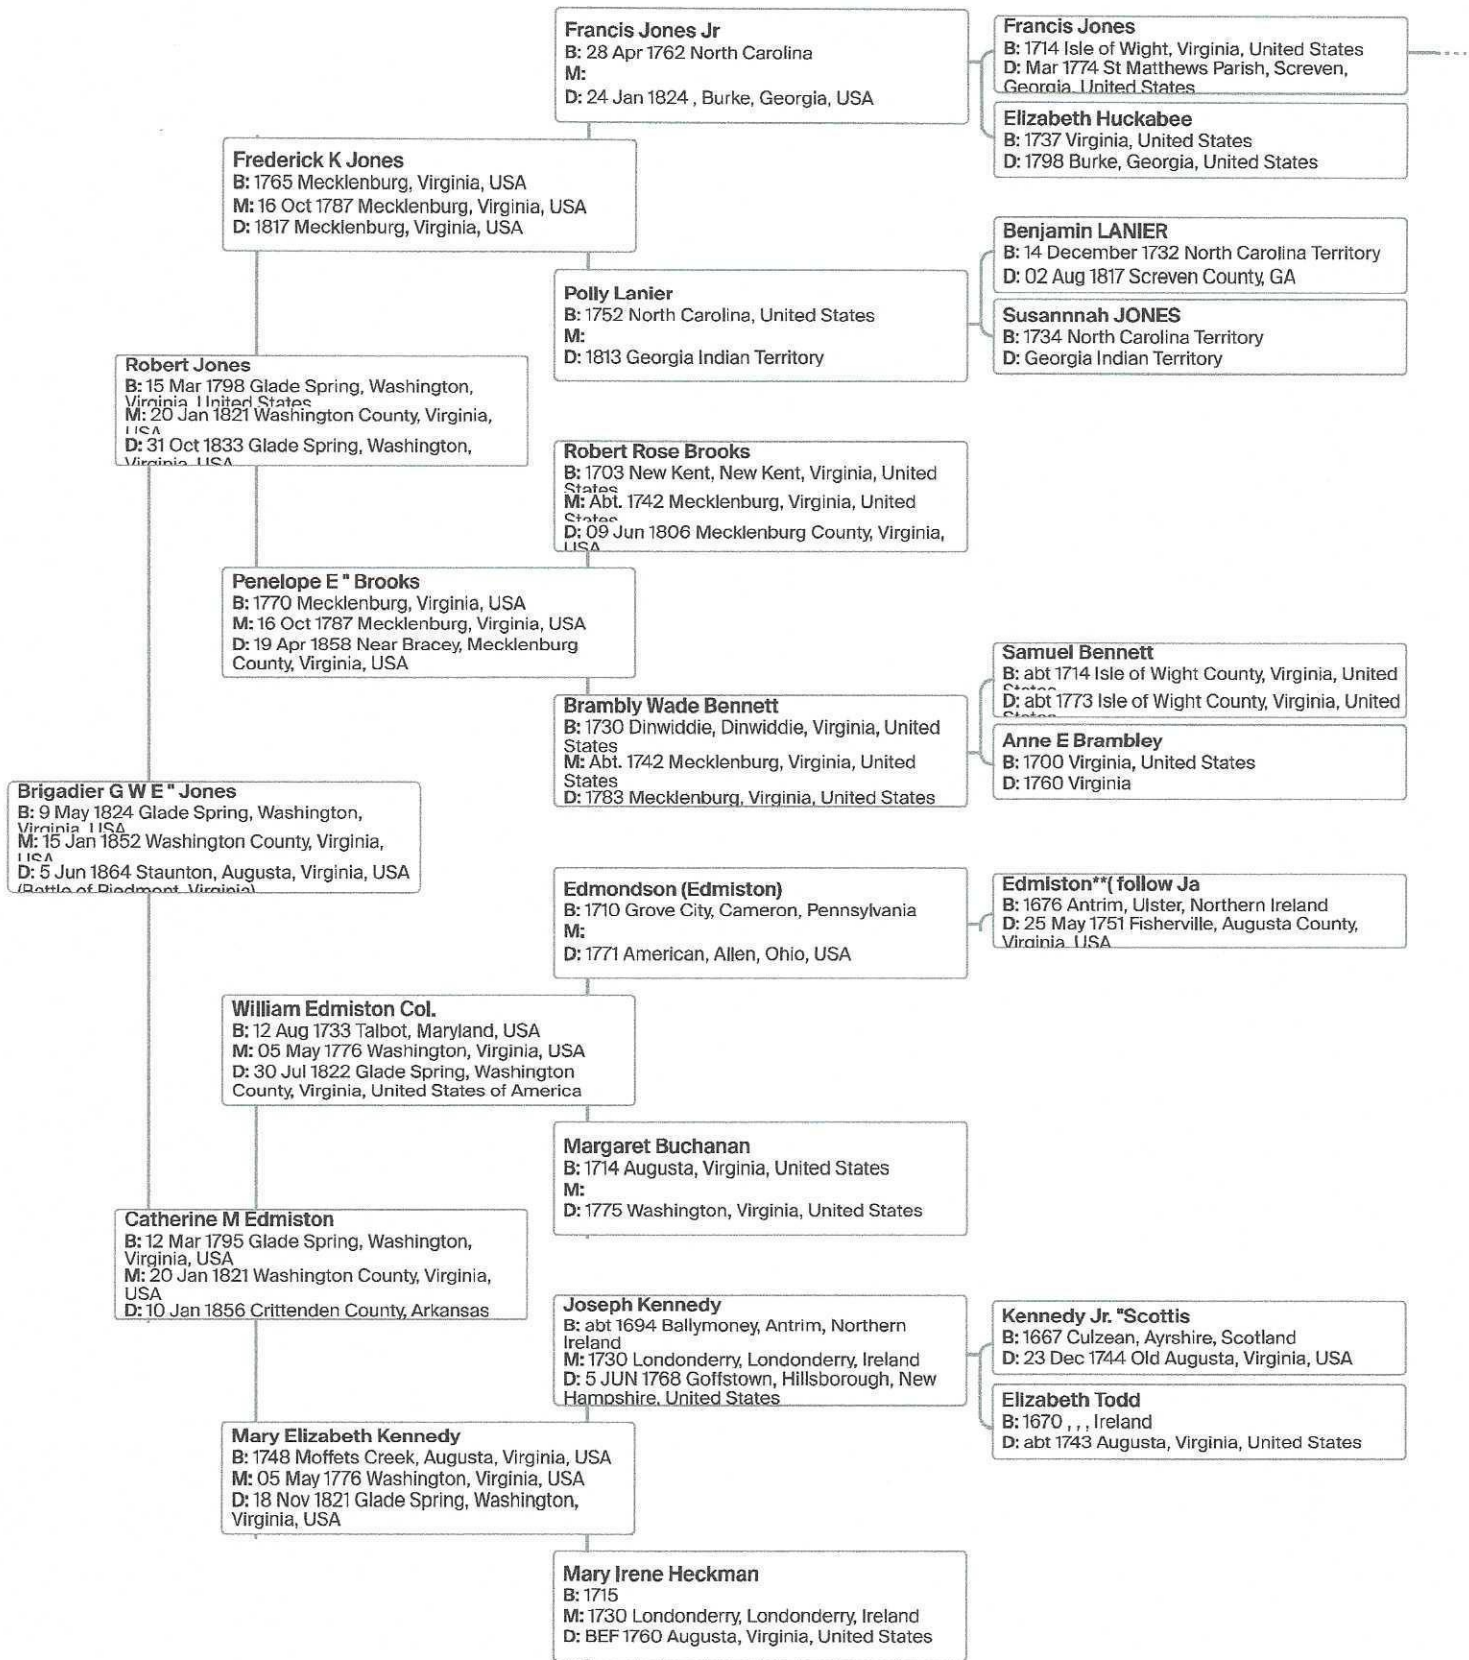 Francis Jones Jr
B: 28 Apr 1762 North Carolina
M:
D: 24 Jan 1824 , Burke, Georgia, USA
Francis Jones
B: 1714 Isle of Wight, Virginia, United States
D: Mar 1774 St Matthews Parish, Screven,
Georgia, United States
Elizabeth Huckabee
B: 1737 Virginia, United States
D: 1798 Burke, Georgia, United States
Frederick K Jones
B: 1765 Mecklenburg, Virginia, USA
M: 16 Oct 1787 Mecklenburg, Virginia, USA
D: 1817 Mecklenburg, Virginia, USA
Benjamin LANIER
B: 14 December 1732 North Carolina Territory
D: 02 Aug 1817 Screven County, GA
Polly Lanier
B: 1752 North Carolina, United States
M:
D: 1813 Georgia Indian Territory
Susannnah JONES
B: 1734 North Carolina Territory
D: Georgia Indian Territory
Robert Jones
B: 15 Mar 1798 Glade Spring, Washington,
Virginia, United States
M: 20 Jan 1821 Washington County, Virginia,
USA
D: 31 Oct 1833 Glade Spring, Washington,
Virginia, USA
Robert Rose Brooks
B: 1703 New Kent, New Kent, Virginia, United
States
M: Abt. 1742 Mecklenburg, Virginia, United
States
D: 09 Jun 1806 Mecklenburg County, Virginia,
USA
Penelope E " Brooks
B: 1770 Mecklenburg, Virginia, USA
M: 16 Oct 1787 Mecklenburg, Virginia, USA
D: 19 Apr 1858 Near Bracey, Mecklenburg
County, Virginia, USA
Samuel Bennett
B: abt 1714 Isle of Wight County, Virginia, United
States
D: abt 1773 Isle of Wight County, Virginia, United
States
Brambly Wade Bennett
B: 1730 Dinwiddie, Dinwiddie, Virginia, United
States
M: Abt. 1742 Mecklenburg, Virginia, United
States
D: 1783 Mecklenburg, Virginia, United States
Anne E Brambley
B: 1700 Virginia, United States
D: 1760 Virginia
Brigadier G W E " Jones
B: 9 May 1824 Glade Spring, Washington,
Virginia, USA
M: 15 Jan 1852 Washington County, Virginia,
USA
D: 5 Jun 1864 Staunton, Augusta, Virginia, USA
(Battle of Piedmont, Virginia)
Edmondson (Edmiston)
B: 1710 Grove City, Cameron, Pennsylvania
M:
D: 1771 American, Allen, Ohio, USA
Edmiston**( follow Ja
B: 1676 Antrim, Ulster, Northern Ireland
D: 25 May 1751 Fisherville, Augusta County,
Virginia, USA
William Edmiston Col.
B: 12 Aug 1733 Talbot, Maryland, USA
M: 05 May 1776 Washington, Virginia, USA
D: 30 Jul 1822 Glade Spring, Washington
County, Virginia, United States of America
Margaret Buchanan
B: 1714 Augusta, Virginia, United States
M:
D: 1775 Washington, Virginia, United States
Catherine M Edmiston
B: 12 Mar 1795 Glade Spring, Washington,
Virginia, USA
M: 20 Jan 1821 Washington County, Virginia,
USA
D: 10 Jan 1856 Crittenden County, Arkansas
Joseph Kennedy
B: abt 1694 Ballymoney, Antrim, Northern
Ireland
M: 1730 Londonderry, Londonderry, Ireland
D: 5 JUN 1768 Goffstown, Hillsborough, New
Hampshire, United States
Kennedy Jr. "Scottis
B: 1667 Culzean, Ayrshire, Scotland
D: 23 Dec 1744 Old Augusta, Virginia, USA
Elizabeth Todd
B: 1670 , , , Ireland
D: abt 1743 Augusta, Virginia, United States
Mary Elizabeth Kennedy
B: 1748 Moffets Creek, Augusta, Virginia, USA
M: 05 May 1776 Washington, Virginia, USA
D: 18 Nov 1821 Glade Spring, Washington,
Virginia, USA
Mary Irene Heckman
B: 1715
M: 1730 Londonderry, Londonderry, Ireland
D: BEF 1760 Augusta, Virginia, United States